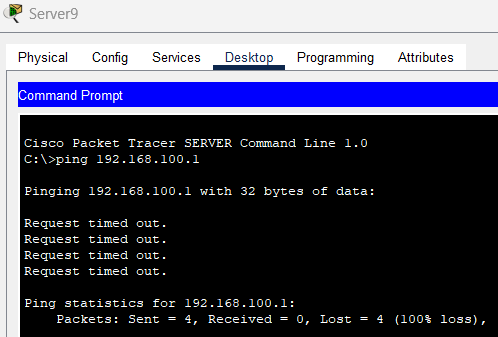 Server9
Physical Config Services Desktop Programming Attributes
Command Prompt
Cisco Packet Tracer SERVER Command Line 1.0
C:\>ping 192.168.100.1
Pinging 192.168.100.1 with 32 bytes of data:
Request timed out.
Request timed out.
Request timed out.
Request timed out.
Ping statistics for 192.168.100.1:
    Packets: Sent = 4, Received = 0, Lost = 4 (100% loss),